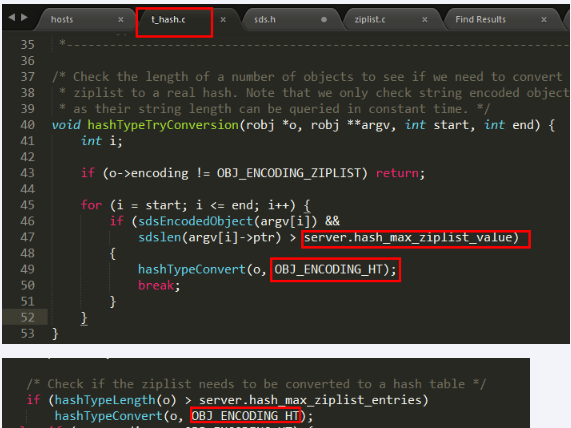 hosts × t_hash.c × sds.h ziplist.c × Find Results ×
35 *--------------------------------------------------------------
36
37 /* Check the length of a number of objects to see if we need to convert
38 * ziplist to a real hash. Note that we only check string encoded object
39 * as their string length can be queried in constant time. */
40 void hashTypeTryConversion(robj *o, robj **argv, int start, int end) {
41 int i;
42
43 if (o->encoding != OBJ_ENCODING_ZIPLIST) return;
44
45 for (i = start; i <= end; i++) {
46 if (sdsEncodedObject(argv[i]) &&
47 sdslen(argv[i]->ptr) > server.hash_max_ziplist_value)
48 {
49 hashTypeConvert(o, OBJ_ENCODING_HT);
50 break;
51 }
52 }
53 }
/* Check if the ziplist needs to be converted to a hash table */
if (hashTypeLength(o) > server.hash_max_ziplist_entries)
hashTypeConvert(o, OBJ_ENCODING_HT);